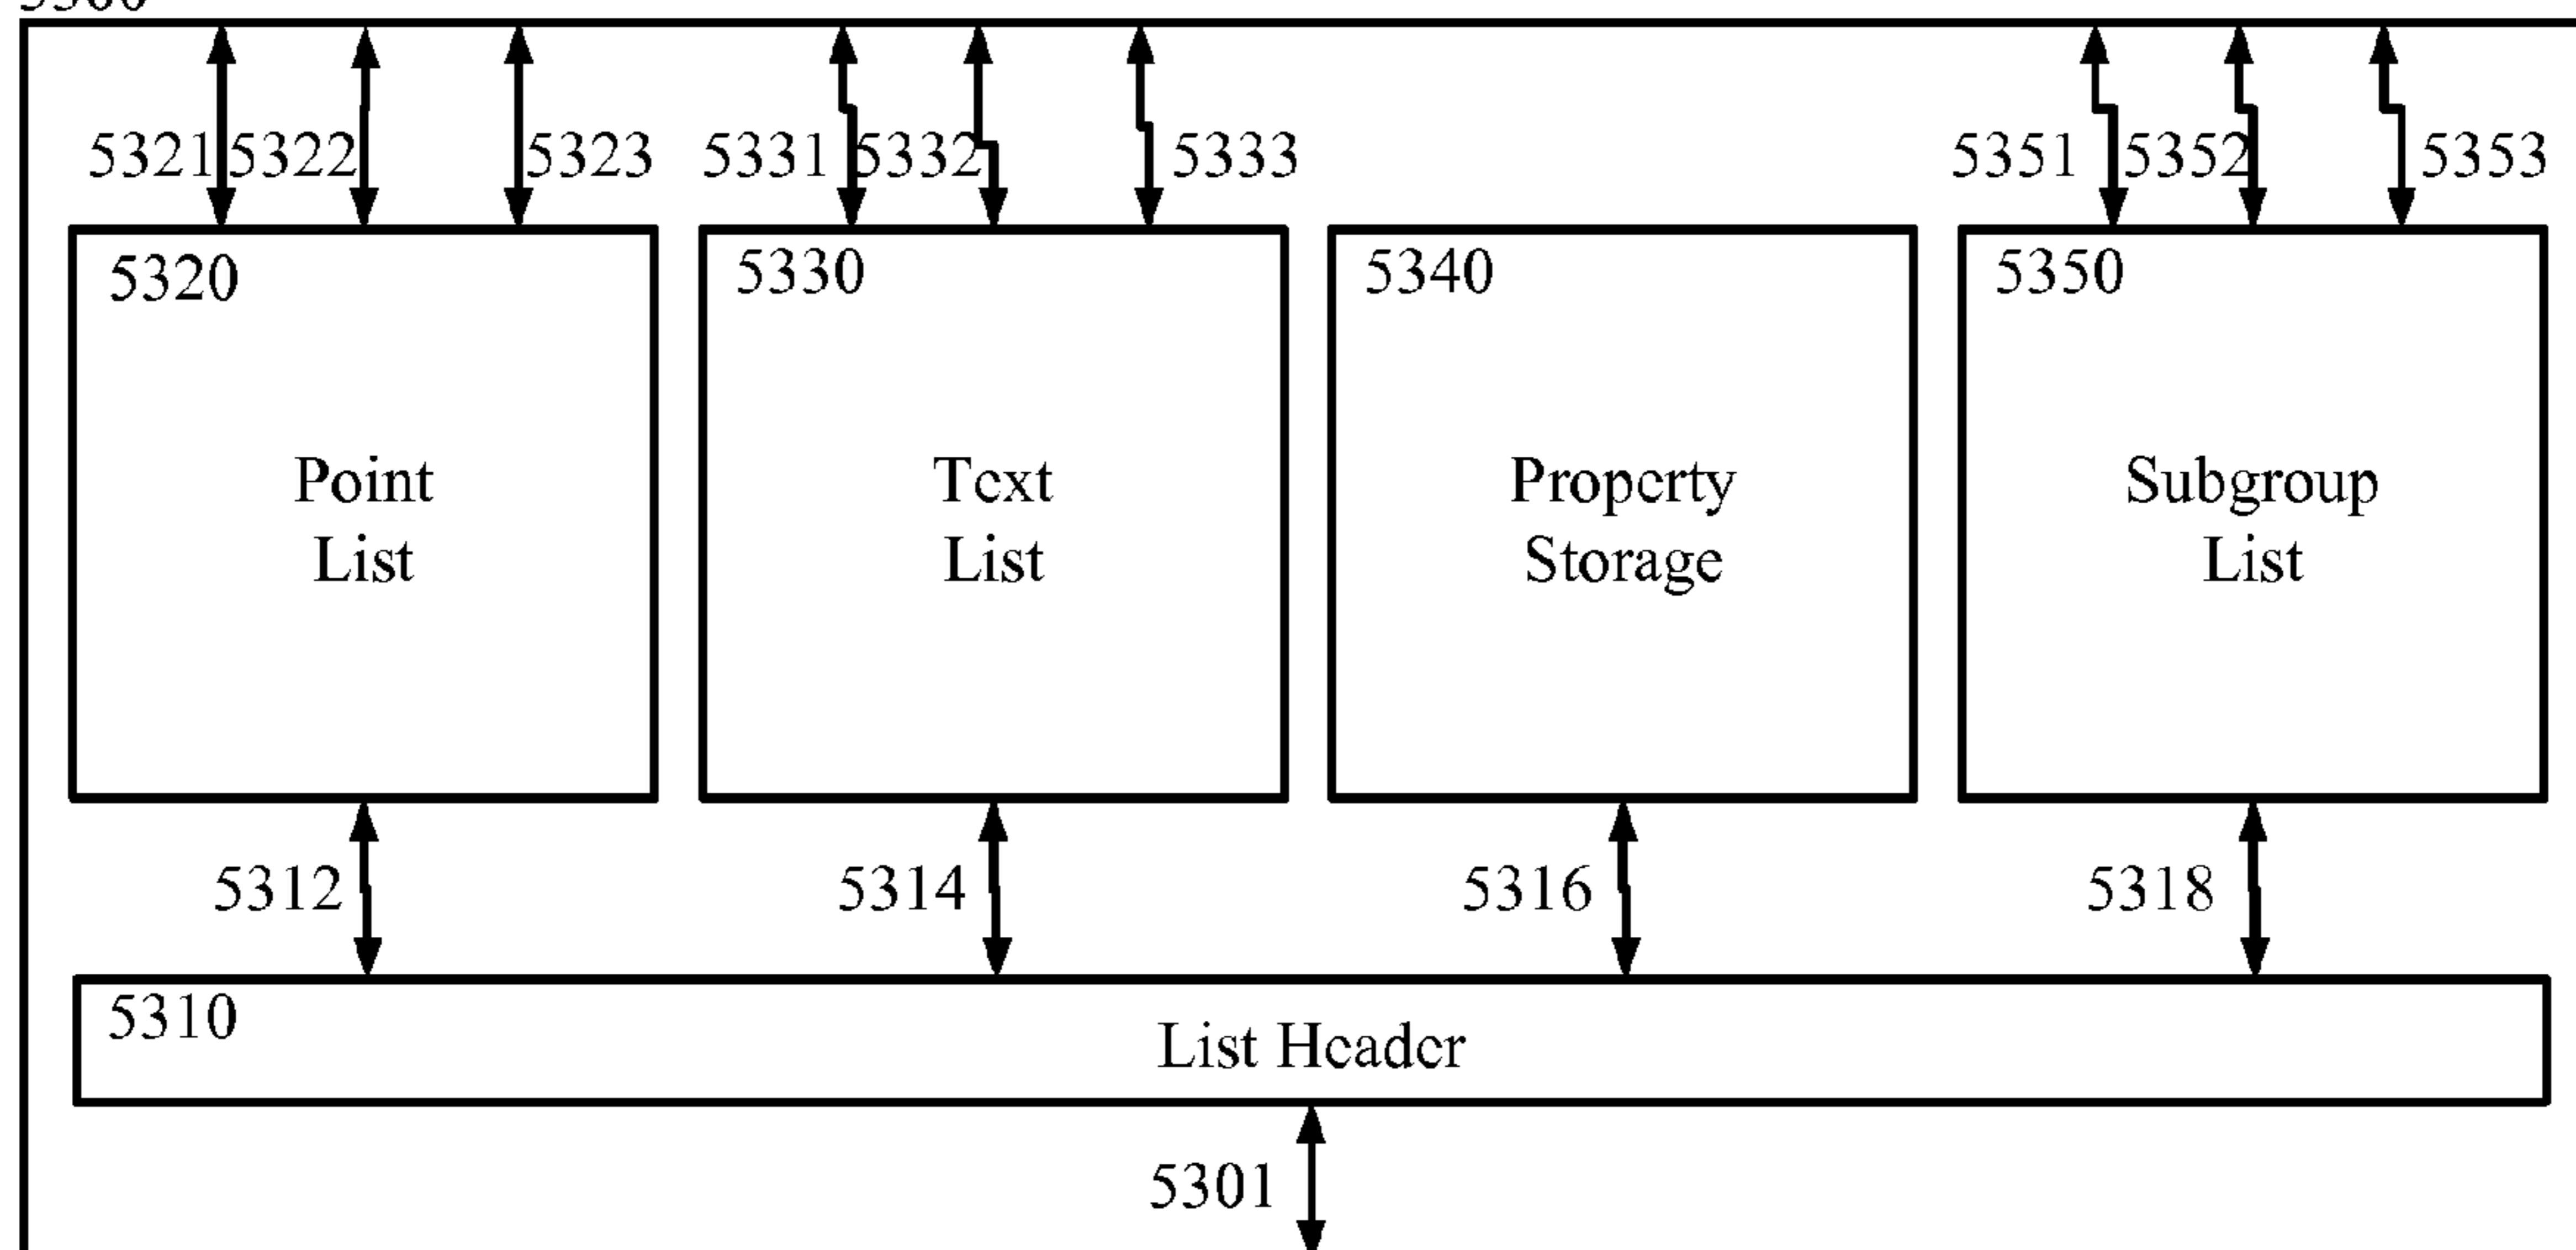 5321 5322 5323 5331 5332 5333 5351 5352 5353
5320 5330 5340 5350
Point
List
Text
List
Property
Storage
Subgroup
List
5312 5314 5316 5318
5310
List Header
5301